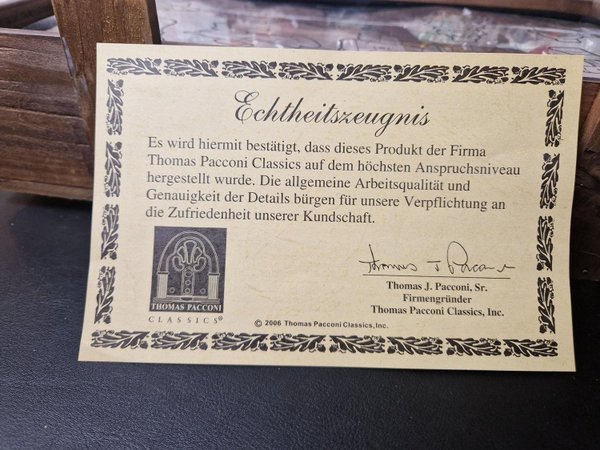 Echtheitszeugnis
Es wird hiermit bestätigt, dass dieses Produkt der Firma
Thomas Pacconi Classics auf dem höchsten Anspruchsniveau
hergestellt wurde. Die allgemeine Arbeitsqualität und
Genauigkeit der Details bürgen für unsere Verpflichtung an
die Zufriedenheit unserer Kundschaft.
Thomas J Pacconi
Thomas J. Pacconi, Sr.
Firmengründer
Thomas Pacconi Classics, Inc.
THOMAS PACCONI
CLASSICS®
© 2006 Thomas Pacconi Classics, Inc.